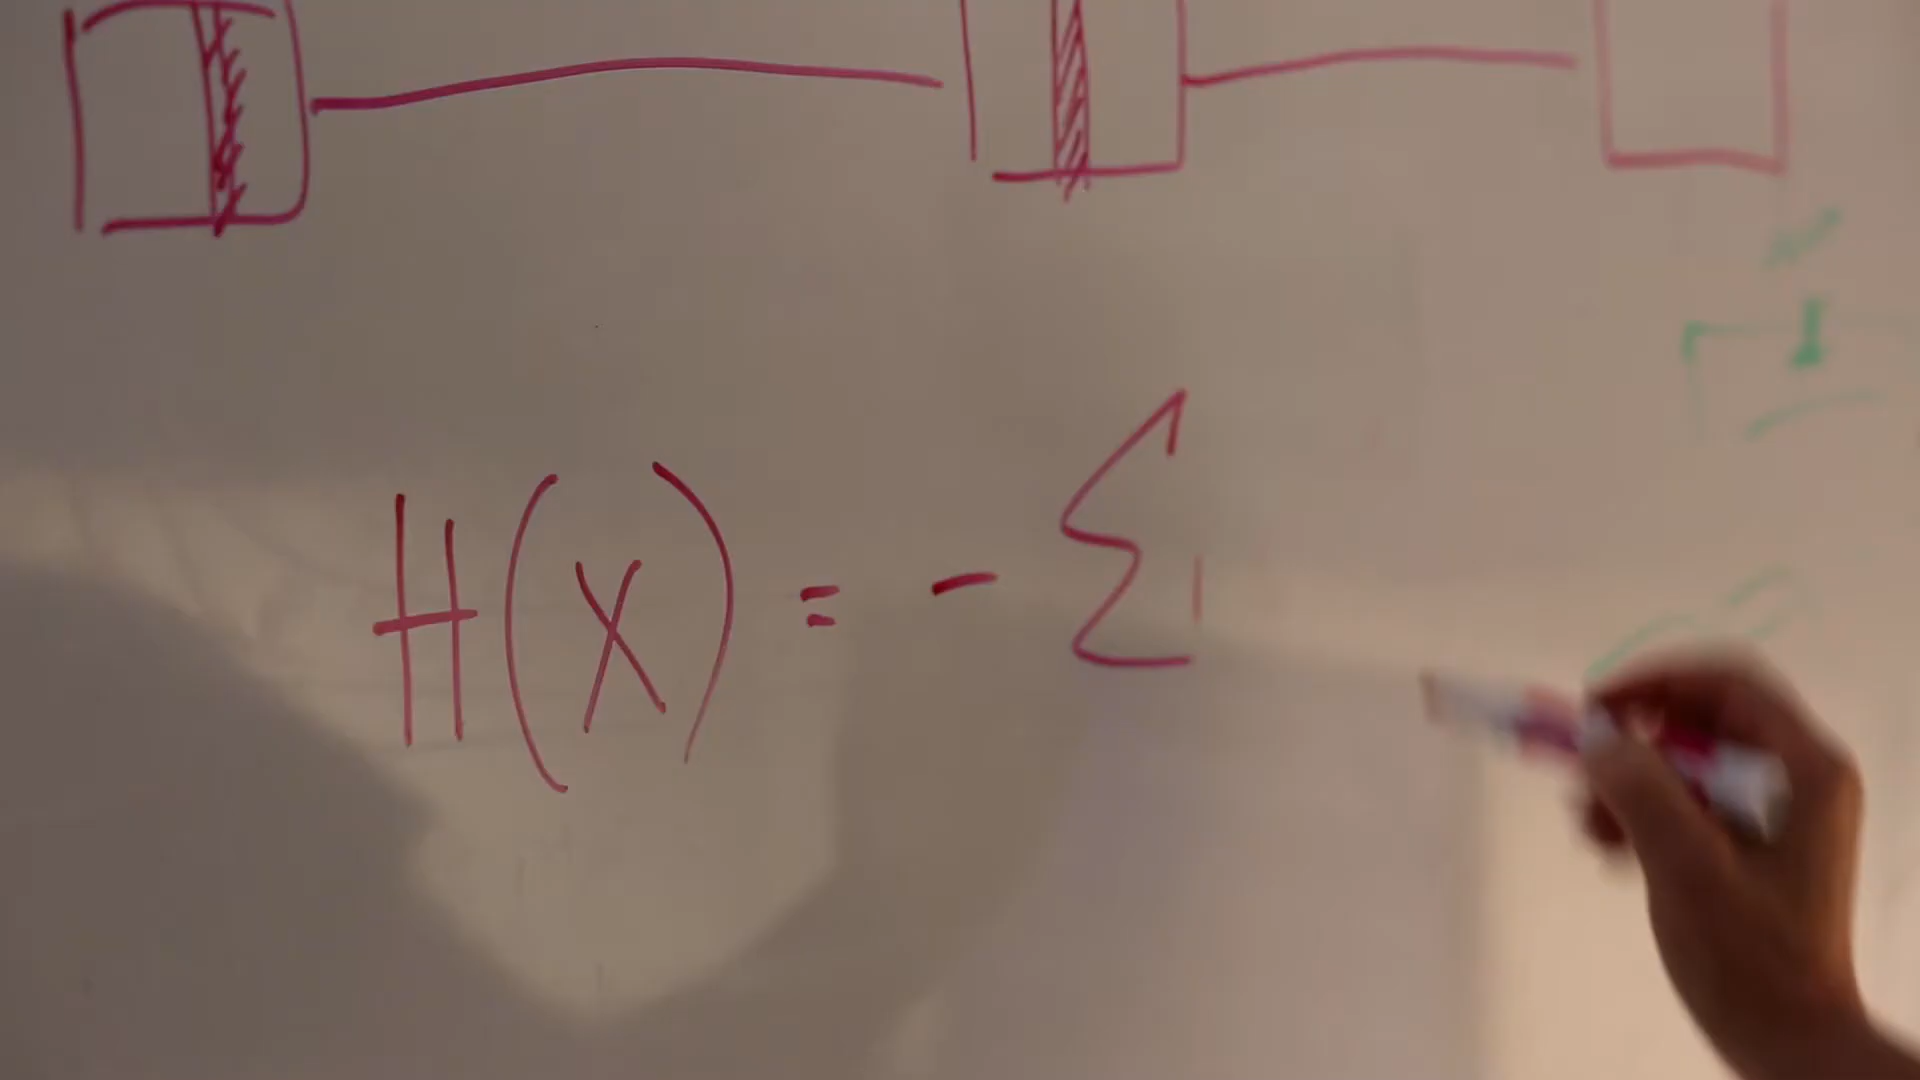 H(X) = - Σ